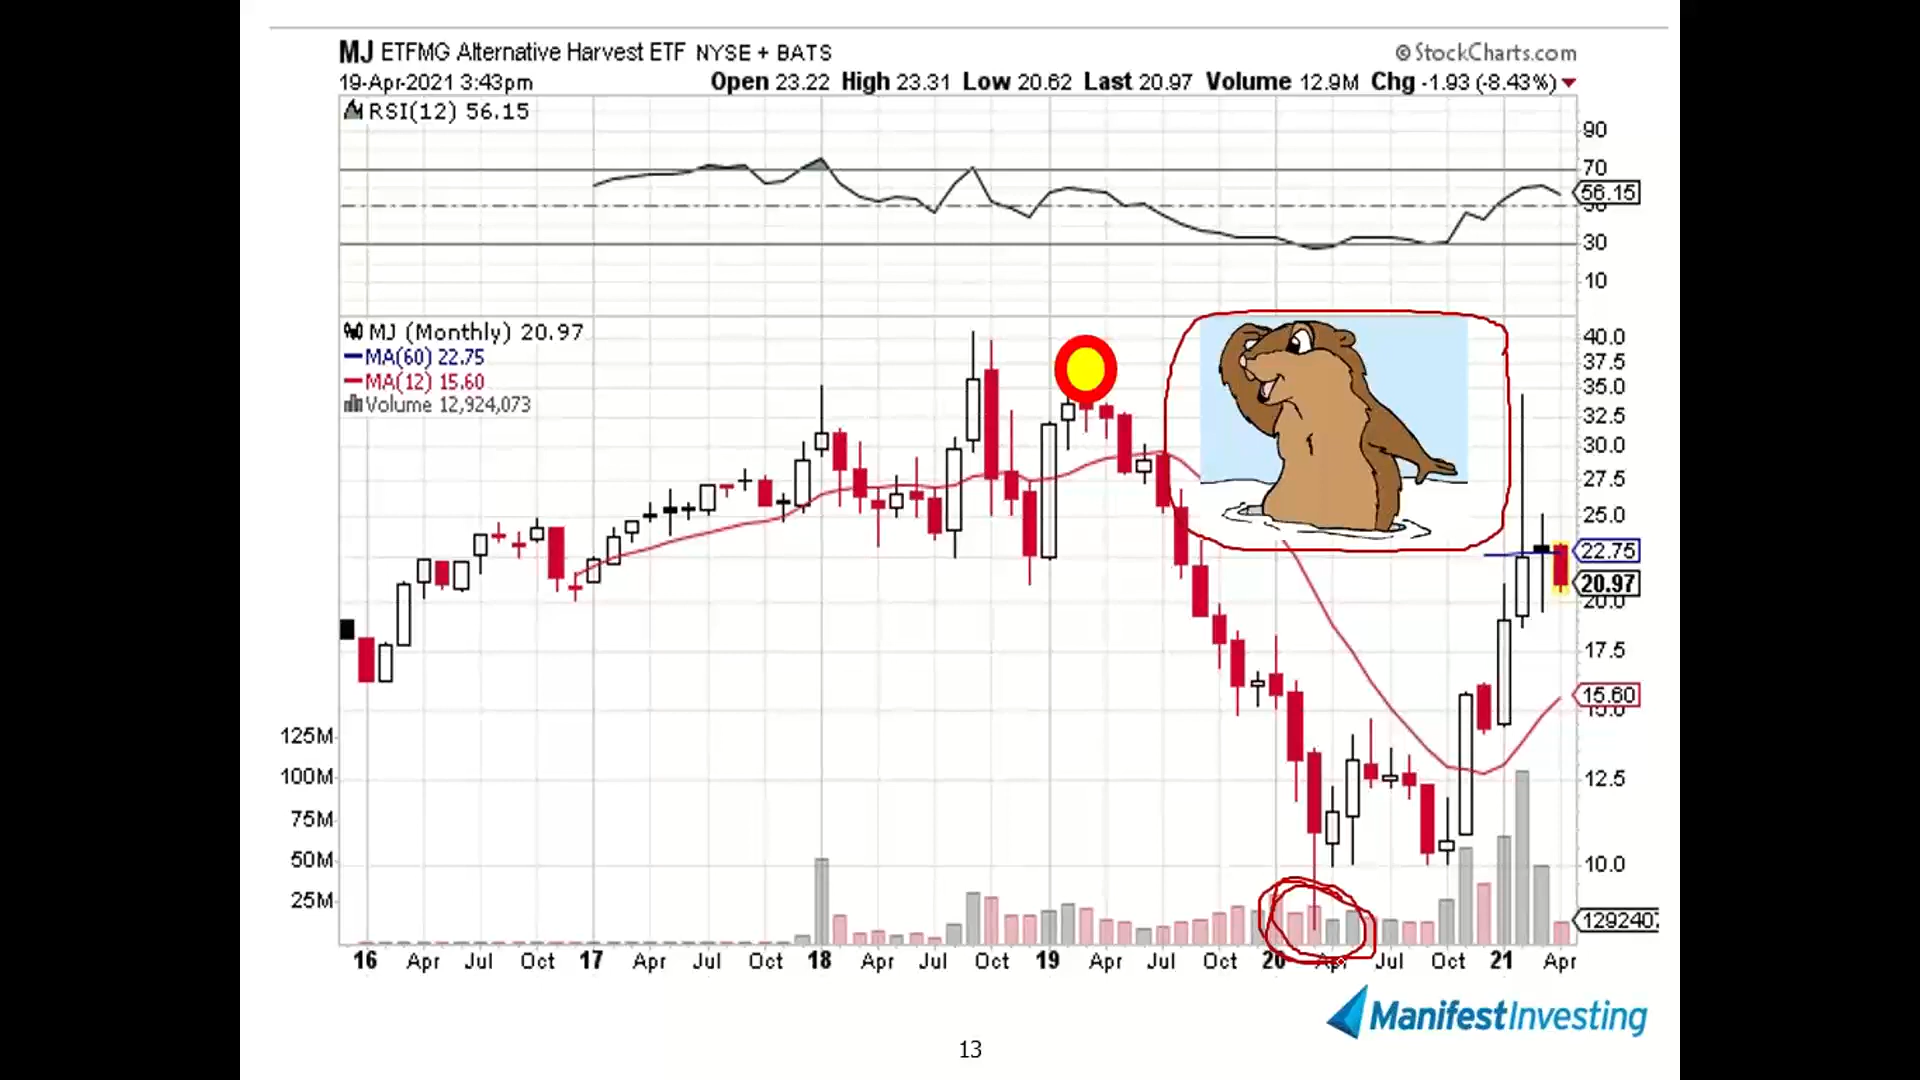 MJ ETFMG Alternative Harvest ETF NYSE + BATS
© StockCharts.com
19-Apr-2021 3:43pm
Open 23.22 High 23.31 Low 20.62 Last 20.97 Volume 12.9M Chg -1.93 (-8.43%)
RSI(12) 56.15
90
70
56.15
30
10
MJ (Monthly) 20.97
MA(60) 22.75
MA(12) 15.60
Volume 12,924,073
40.0
37.5
35.0
32.5
30.0
27.5
25.0
22.75
20.97
20.0
17.5
15.60
15.0
12.5
10.0
125M
100M
75M
50M
25M
1292407
16 Apr Jul Oct 17 Apr Jul Oct 18 Apr Jul Oct 19 Apr Jul Oct 20 Apr Jul Oct 21 Apr
ManifestInvesting
13